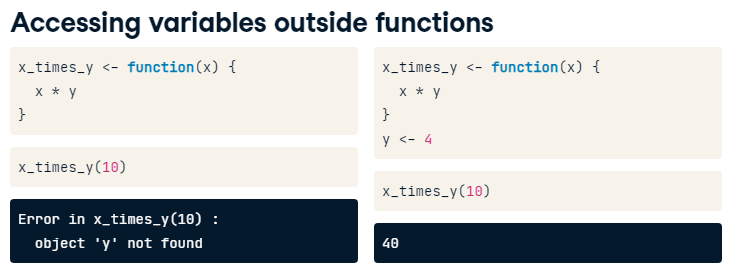 Accessing variables outside functions
x_times_y <- function(x) {
  x * y
}
x_times_y(10)
Error in x_times_y(10) :
  object 'y' not found
x_times_y <- function(x) {
  x * y
}
y <- 4
x_times_y(10)
40